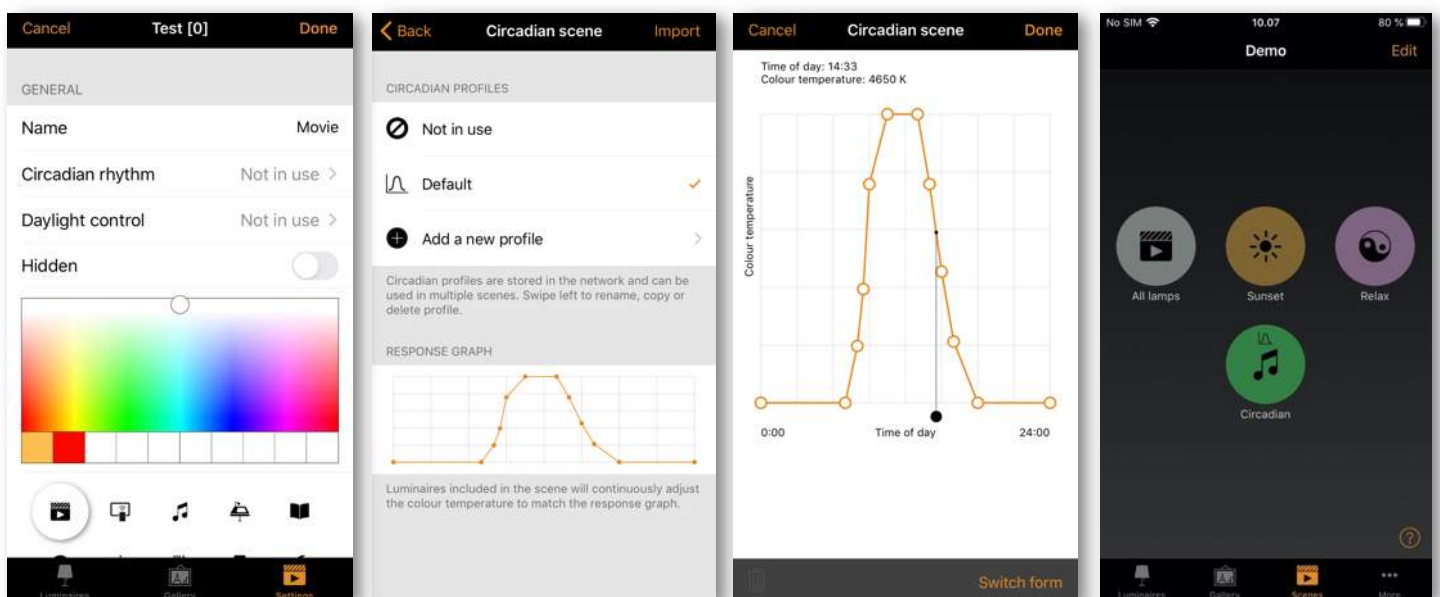 Cancel Test [0] Done
GENERAL
Name Movie
Circadian rhythm Not in use >
Daylight control Not in use >
Hidden
Luminaires Gallery Settings
Back Circadian scene Import
CIRCADIAN PROFILES
Not in use
Default
Add a new profile
Circadian profiles are stored in the network and can be
used in multiple scenes. Swipe left to rename, copy or
delete profile.
RESPONSE GRAPH
Luminaires included in the scene will continuously adjust
the colour temperature to match the response graph.
Cancel Circadian scene Done
Time of day: 14:33
Colour temperature: 4650 K
Colour temperature
0:00 Time of day 24:00
Switch form
No SIM 10.07 80 %
Demo Edit
All lamps Sunset Relax
Circadian
?
Luminaires Gallery Scenes More